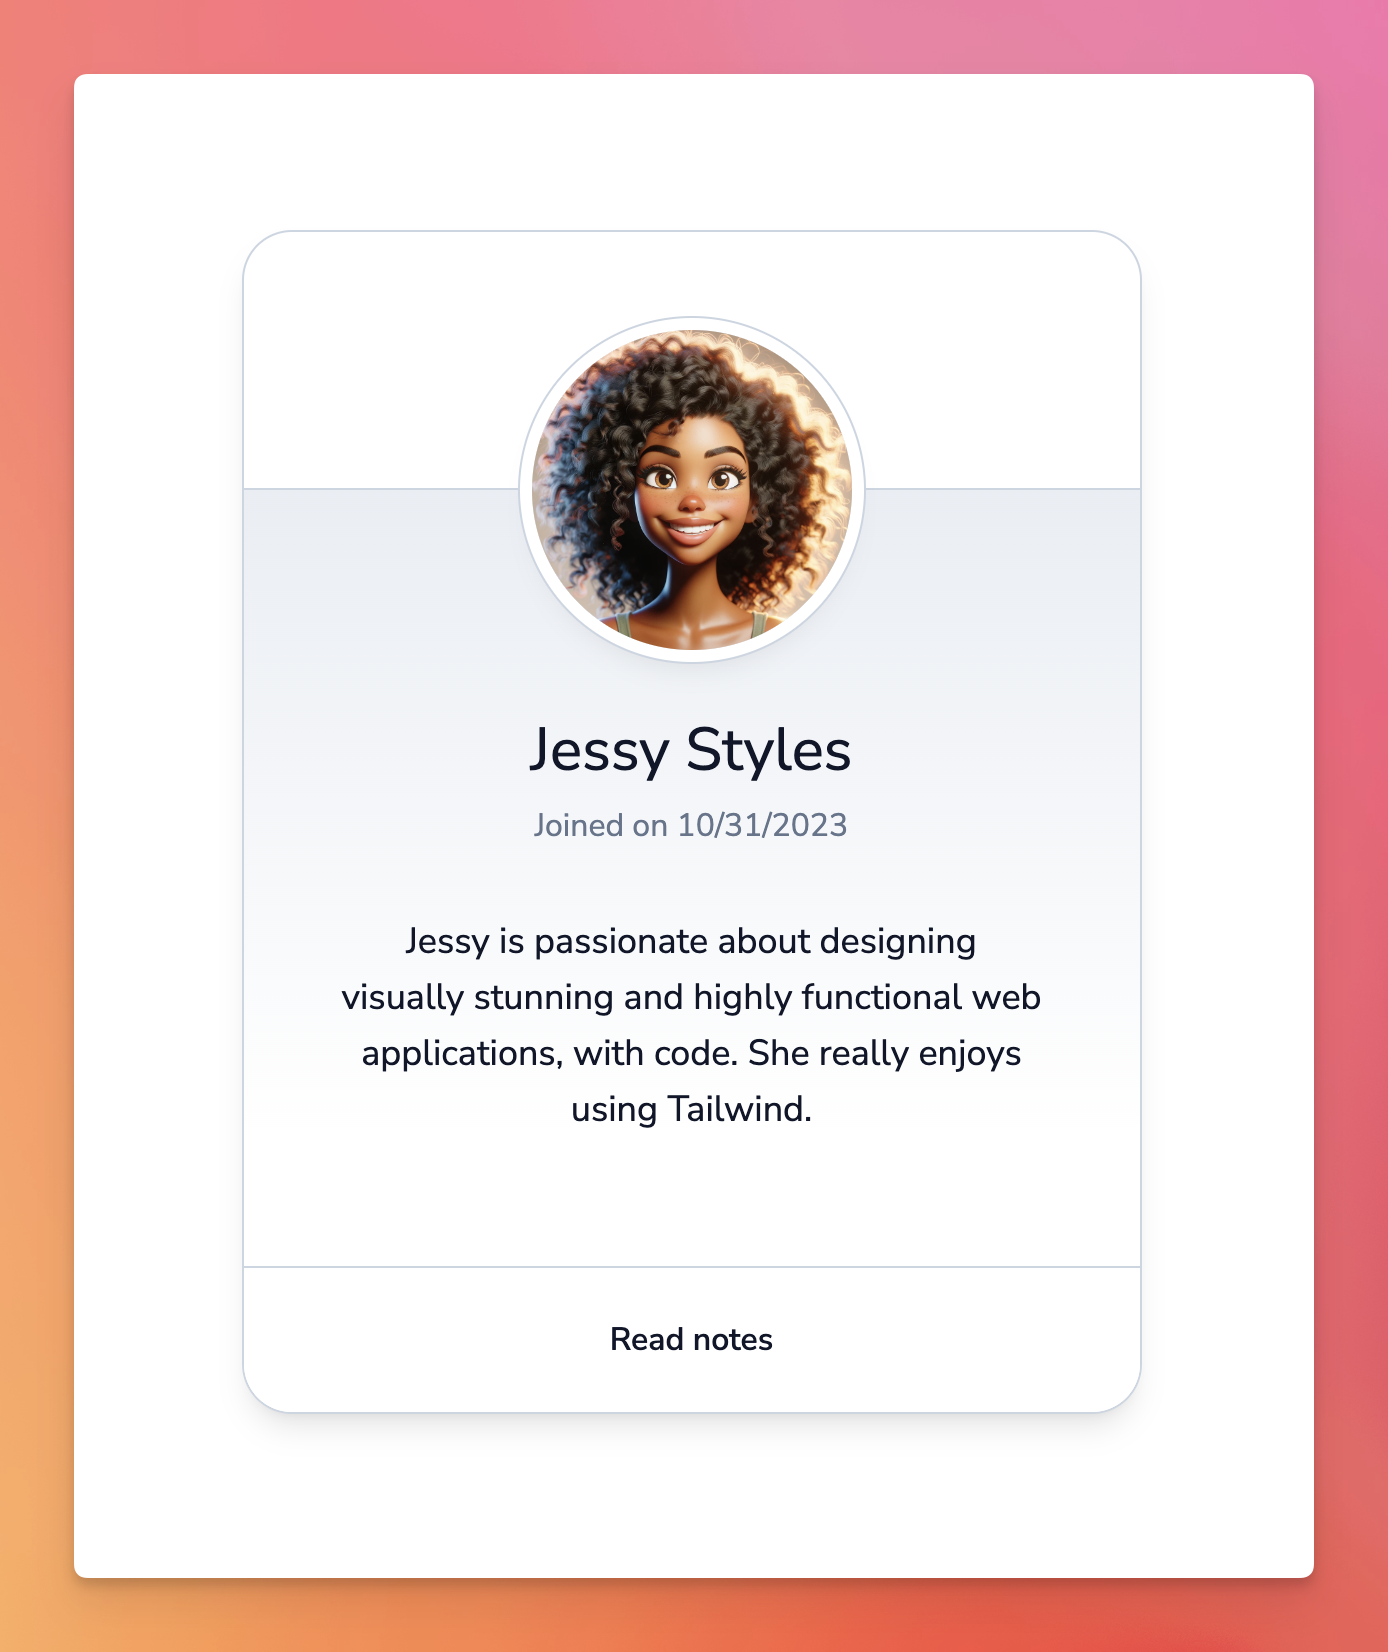 Jessy Styles
Joined on 10/31/2023
Jessy is passionate about designing
visually stunning and highly functional web
applications, with code. She really enjoys
using Tailwind.
Read notes